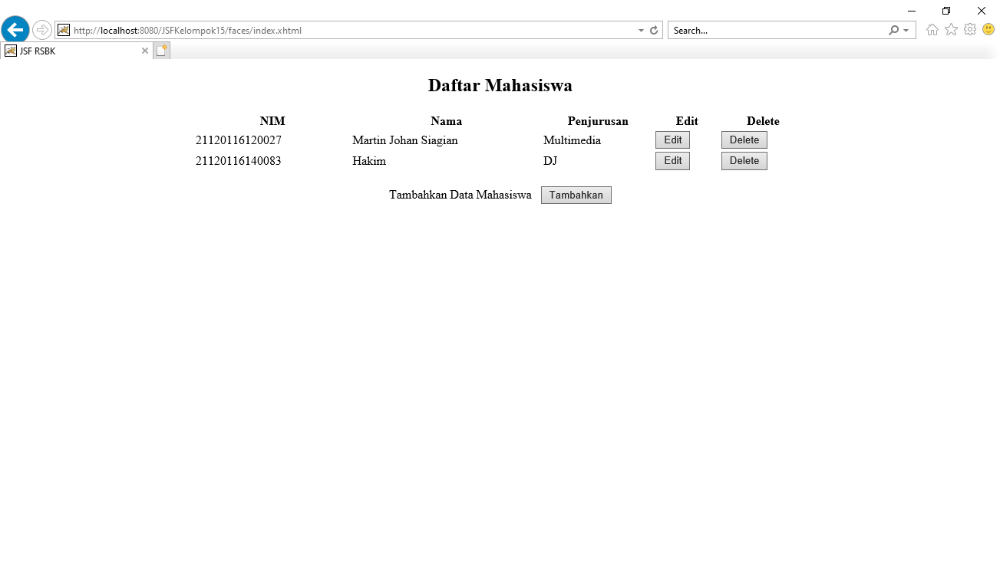 http://localhost:8080/JSFKelompok15/faces/index.xhtml
Search...
JSF RSBK
Daftar Mahasiswa
NIM Nama Penjurusan Edit Delete
21120116120027 Martin Johan Siagian Multimedia Edit Delete
21120116140083 Hakim DJ Edit Delete
Tambahkan Data Mahasiswa Tambahkan